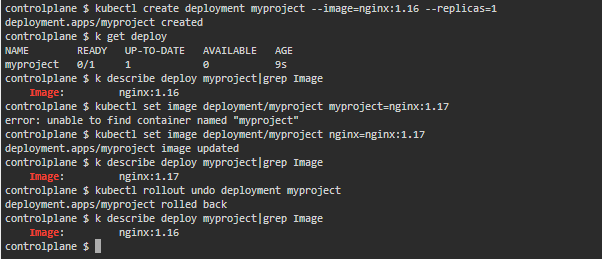 controlplane $ kubectl create deployment myproject --image=nginx:1.16 --replicas=1
deployment.apps/myproject created
controlplane $ k get deploy
NAME        READY   UP-TO-DATE   AVAILABLE   AGE
myproject   0/1     1            0           9s
controlplane $ k describe deploy myproject|grep Image
    Image:        nginx:1.16
controlplane $ kubectl set image deployment/myproject myproject=nginx:1.17
error: unable to find container named "myproject"
controlplane $ kubectl set image deployment/myproject nginx=nginx:1.17
deployment.apps/myproject image updated
controlplane $ k describe deploy myproject|grep Image
    Image:        nginx:1.17
controlplane $ kubectl rollout undo deployment myproject
deployment.apps/myproject rolled back
controlplane $ k describe deploy myproject|grep Image
    Image:        nginx:1.16
controlplane $